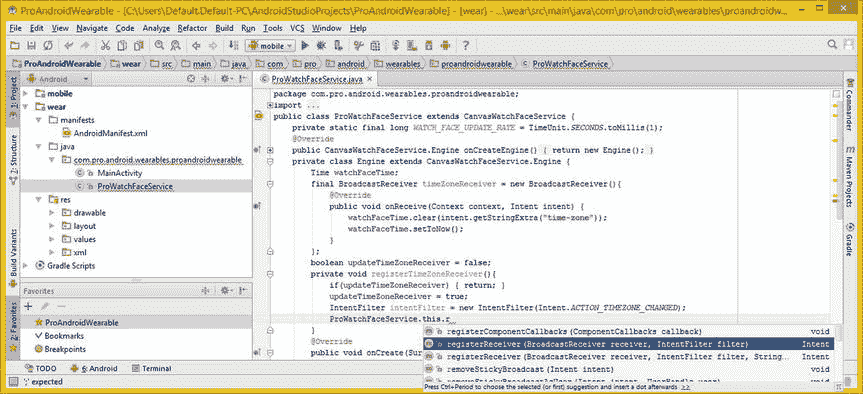 ProAndroidWearable - [C:\Users\Default.Default-PC\AndroidStudioProjects\ProAndroidWearable] - [wear] - ...\wear\src\main\java\com\pro\android\wearables\proandroidw...
File Edit View Navigate Code Analyze Refactor Build Run Tools VCS Window Help
mobile
ProAndroidWearable wear src main java com pro android wearables proandroidwearable ProWatchFaceService
Android
ProWatchFaceService.java
1: Project
Structure
Build Variants
2: Favorites
mobile
wear
manifests
AndroidManifest.xml
java
com.pro.android.wearables.proandroidwearable
MainActivity
ProWatchFaceService
res
drawable
layout
values
xml
Gradle Scripts
Favorites
ProAndroidWearable
Bookmarks
Breakpoints
package com.pro.android.wearables.proandroidwearable;
import ...
public class ProWatchFaceService extends CanvasWatchFaceService {
private static final long WATCH_FACE_UPDATE_RATE = TimeUnit.SECONDS.toMillis(1);
@Override
public CanvasWatchFaceService.Engine onCreateEngine() { return new Engine(); }
private class Engine extends CanvasWatchFaceService.Engine {
Time watchFaceTime;
final BroadcastReceiver timeZoneReceiver = new BroadcastReceiver(){
@Override
public void onReceive(Context context, Intent intent) {
watchFaceTime.clear(intent.getStringExtra("time-zone"));
watchFaceTime.setToNow();
}
};
boolean updateTimeZoneReceiver = false;
private void registerTimeZoneReceiver(){
if(updateTimeZoneReceiver) { return; }
updateTimeZoneReceiver = true;
IntentFilter intentFilter = new IntentFilter(Intent.ACTION_TIMEZONE_CHANGED);
ProWatchFaceService.this.r
}
@Override
public void onCreate(Sur
registerComponentCallbacks(ComponentCallbacks callback) void
registerReceiver(BroadcastReceiver receiver, IntentFilter filter) Intent
registerReceiver(BroadcastReceiver receiver, IntentFilter filter, String... Intent
removeStickyBroadcast(Intent intent) void
Press Ctrl+Period to choose the selected (or first) suggestion and insert a dot afterwards >>
Commander
Maven Projects
Gradle
TODO 6: Android Terminal
';' expected